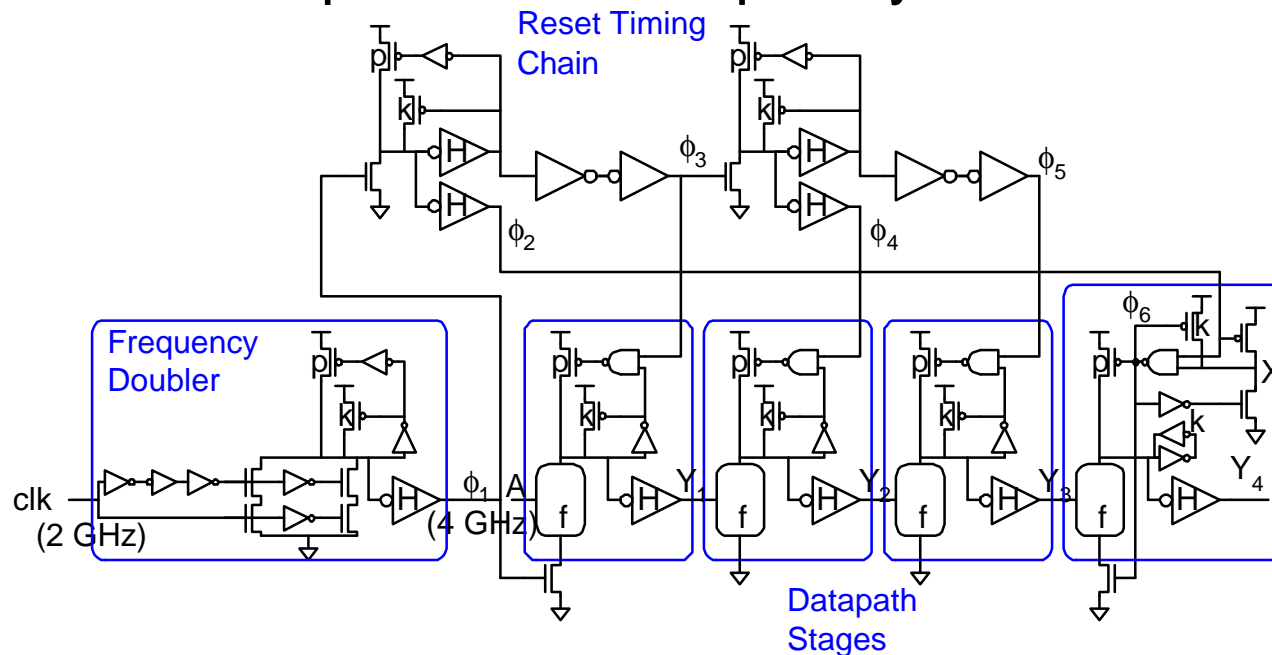 Reset Timing
Chain
p
k
H
H
ϕ2
ϕ3
p
k
H
H
ϕ4
ϕ5
Frequency
Doubler
p
k
H
clk
(2 GHz)
ϕ1
(4 GHz)
A
p
k
f
H
Y1
p
k
f
H
Y2
p
k
f
H
Y3
ϕ6
k
p
X
k
f
H
Y4
Datapath
Stages